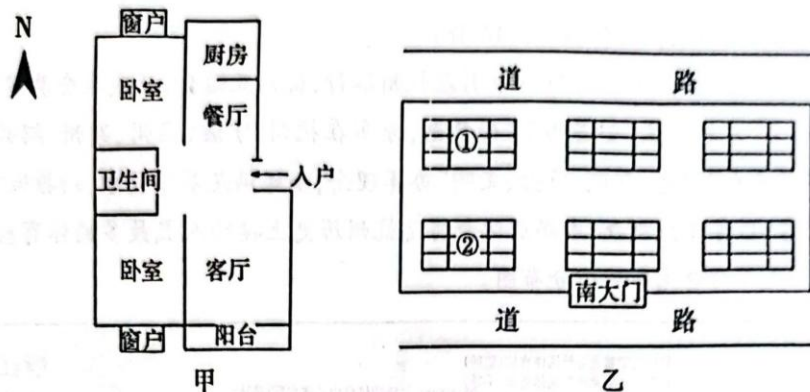 N
窗户
卧室
厨房
餐厅
卫生间
入户
卧室
客厅
窗户
阳台
甲
道 路
①
②
南大门
道 路
乙